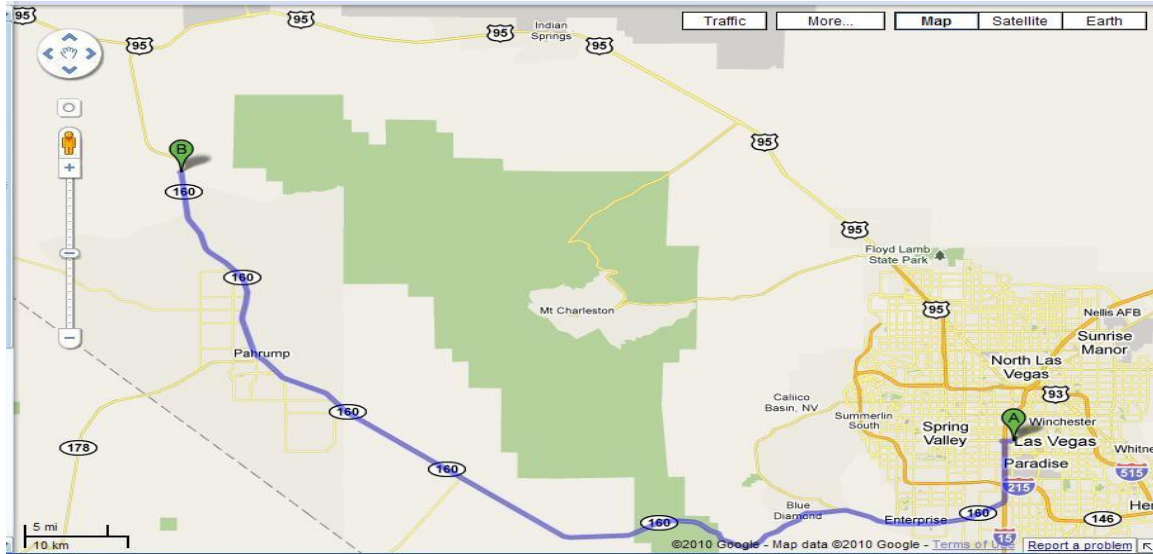 95
Traffic
More...
Map
Satellite
Earth
95
95
Indian
Springs
95
95
95
B
160
95
Floyd Lamb
State Park
160
95
Nellis AFB
Mt Charleston
Sunrise
Manor
North Las
Vegas
Pahrump
93
Calico
Basin, NV
160
Summerlin
South
Spring
Valley
A
Winchester
Las Vegas
178
160
Paradise
Whitne
515
215
Blue
Diamond
160
160
Enterprise
146
He
5 mi
10 km
15
©2010 Google - Map data ©2010 Google - Terms of Use
Report a problem